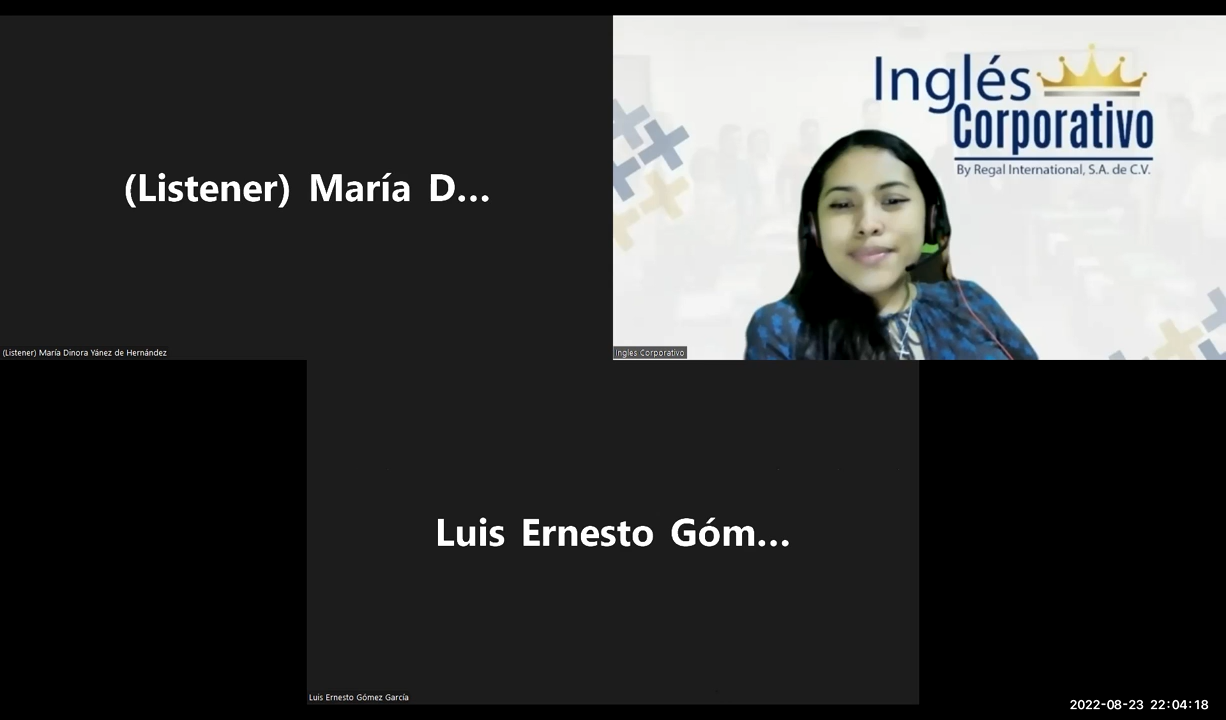 (Listener) María D...
(Listener) María Dinora Yánez de Hernández
Inglés
Corporativo
By Regal International, S.A. de C.V.
Inglés Corporativo
Luis Ernesto Góm...
Luis Ernesto Gómez García
2022-08-23 22:04:18